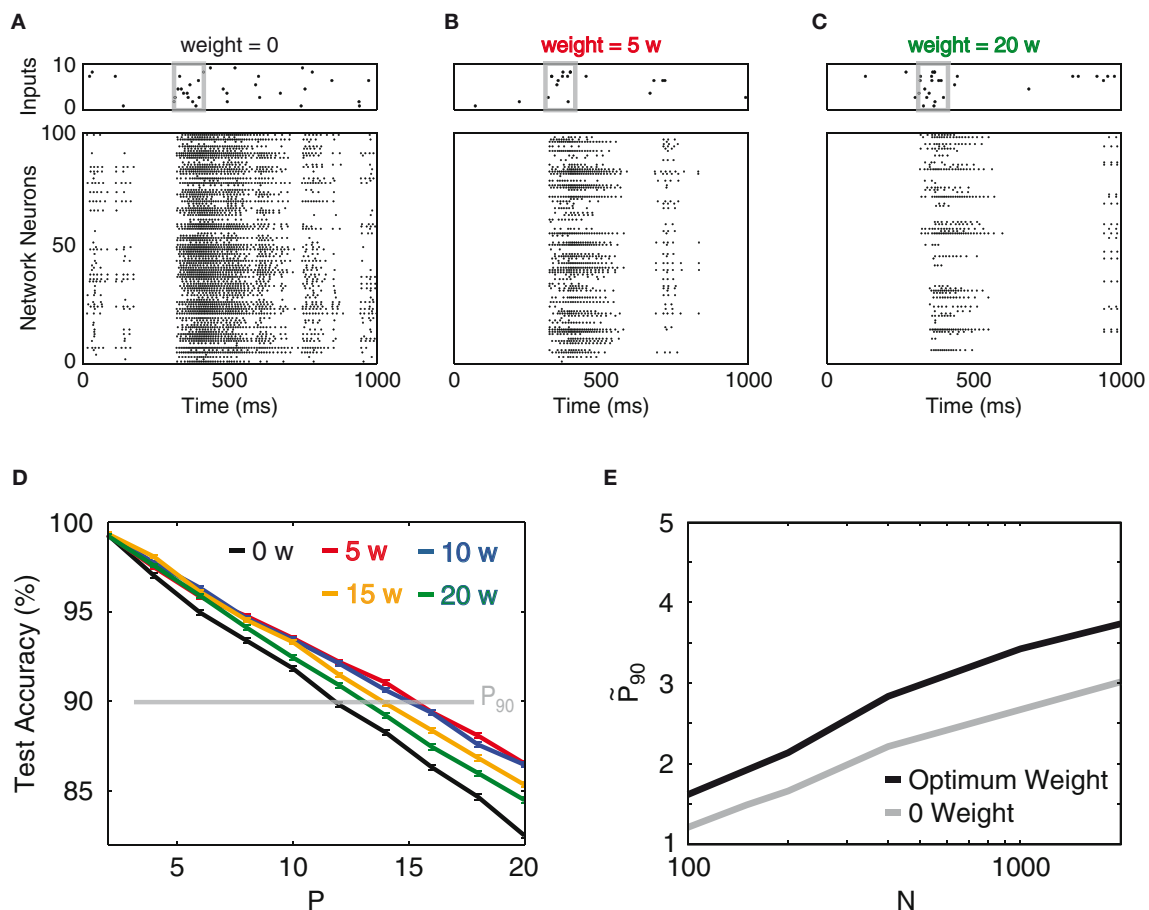 A
B
C
weight = 0
weight = 5 w
weight = 20 w
Inputs
10
0
Network Neurons
100
50
0
0 500 1000
Time (ms)
0 500 1000
Time (ms)
0 500 1000
Time (ms)
D
Test Accuracy (%)
100
95
90
85
0 w 5 w 10 w
15 w 20 w
P90
5 10 15 20
P
E
P̃90
5
4
3
2
1
Optimum Weight
0 Weight
100 1000
N